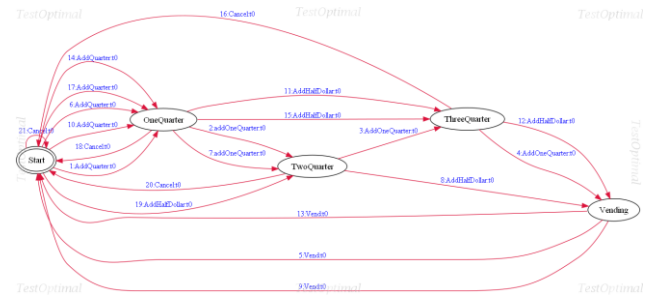 TestOptimal
TestOptimal
TestOptimal
16:Cancel:t0
14:AddQuarter:t0
17:AddQuarter:t0
11:AddHalfDollar:t0
6:AddQuarter:t0
15:AddHalfDollar:t0
ThreeQuarter
12:AddHalfDollar:t0
21:Cancel:t0
10:AddQuarter:t0
OneQuarter
2:addOneQuarter:t0
3:AddOneQuarter:t0
18:Cancel:t0
7:addOneQuarter:t0
4:AddOneQuarter:t0
Start
1:AddQuarter:t0
TwoQuarter
20:Cancel:t0
8:AddHalfDollar:t0
19:AddHalfDollar:t0
13:Vend:t0
Vending
TestOptimal
5:Vend:t0
9:Vend:t0
TestOptimal
TestOptimal
TestOptimal